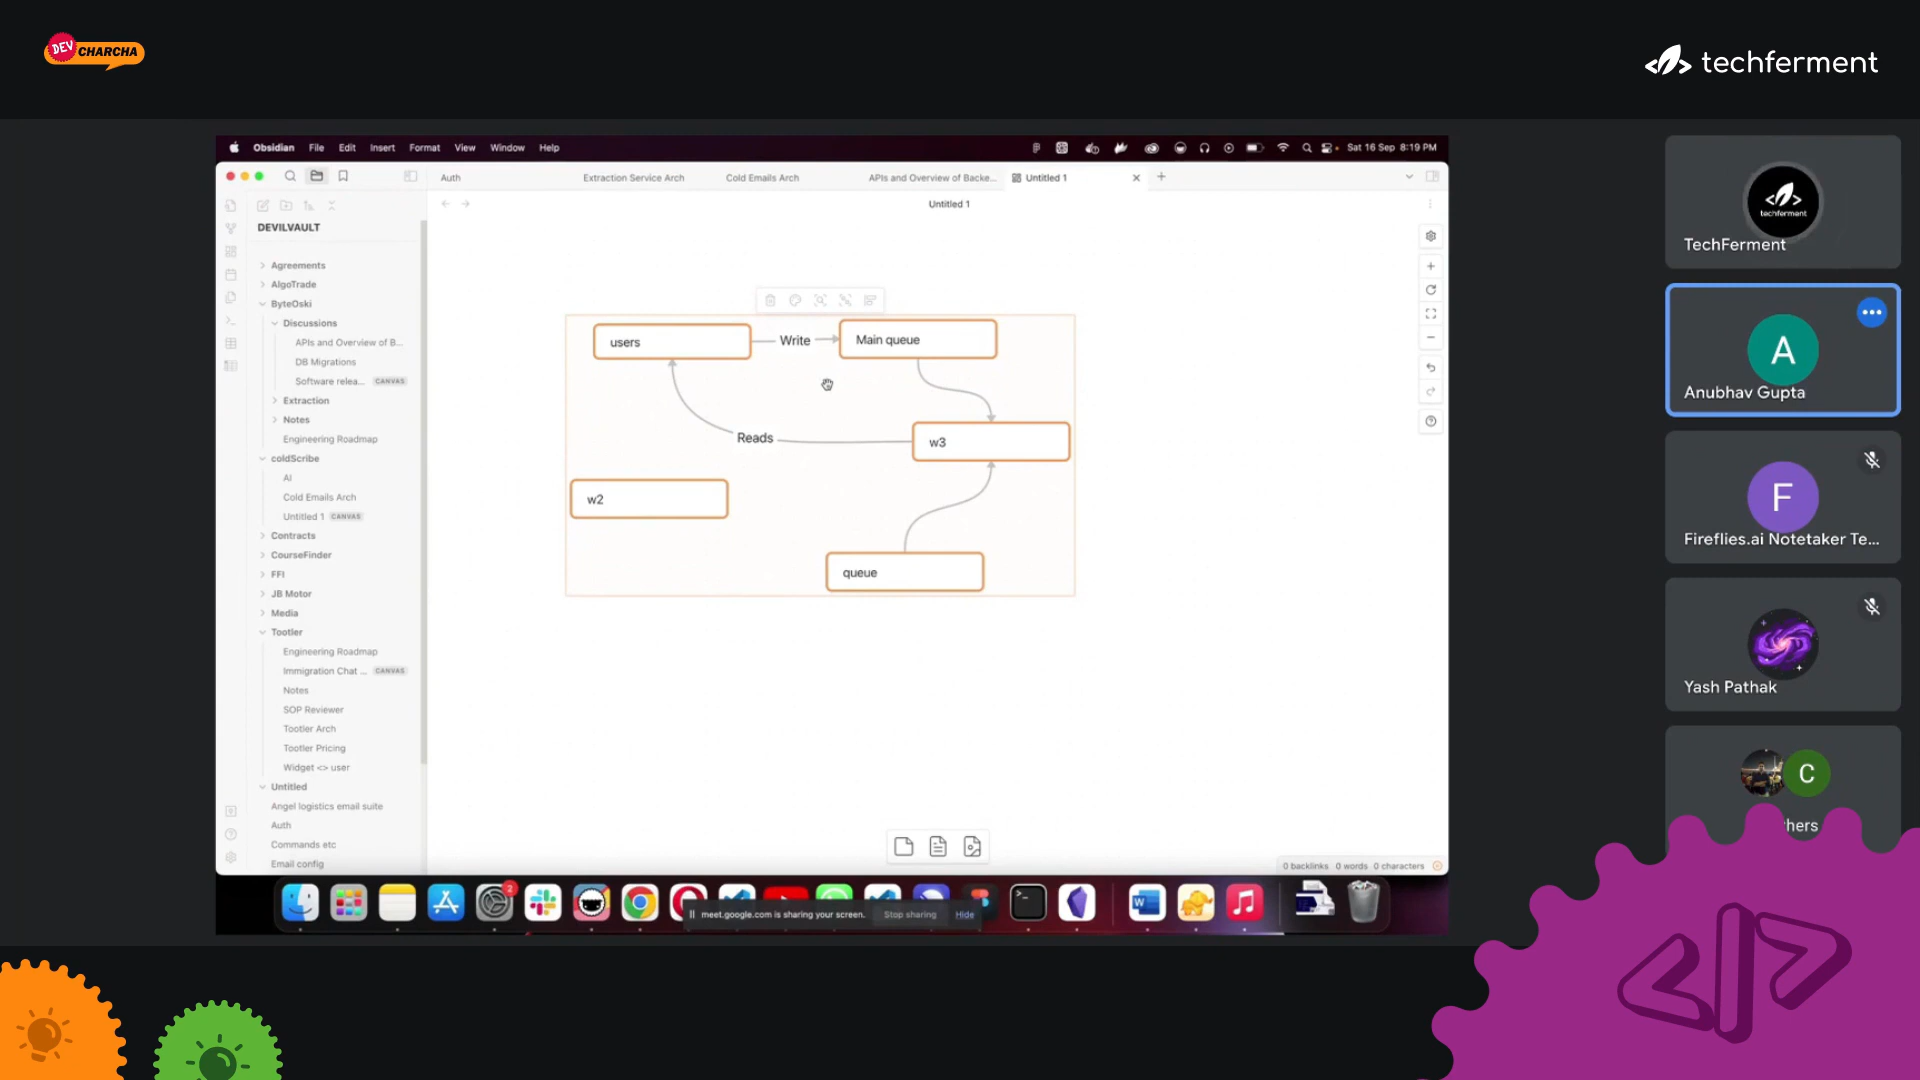 DEV CHARCHA
techferment
Obsidian File Edit Insert Format View Window Help
Sat 16 Sep 8:19 PM
Auth
Extraction Service Arch
Cold Emails Arch
APIs and Overview of Backe...
Untitled 1
Untitled 1
DEVILVAULT
Agreements
AlgoTrade
ByteOski
Discussions
APIs and Overview of B...
DB Migrations
Software relea... CANVAS
Extraction
Notes
Engineering Roadmap
coldScribe
AI
Cold Emails Arch
Untitled 1 CANVAS
Contracts
CourseFinder
FFI
JB Motor
Media
Tootler
Engineering Roadmap
Immigration Chat ... CANVAS
Notes
SOP Reviewer
Tootler Arch
Tootler Pricing
Widget <> user
Untitled
Angel logistics email suite
Auth
Commands etc
Email config
users
Write
Main queue
Reads
w3
w2
queue
0 backlinks 0 words 0 characters
2
W
meet.google.com is sharing your screen. Stop sharing Hide
techferment
TechFerment
A
Anubhav Gupta
F
Fireflies.ai Notetaker Te...
Yash Pathak
C
hers